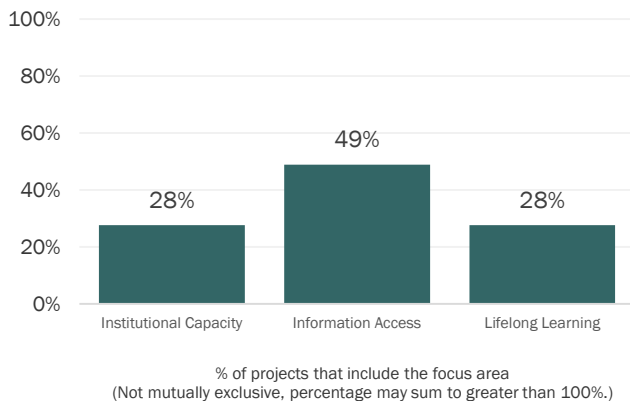 100%
80%
60%
49%
40%
28%
28%
20%
0%
Institutional Capacity
Information Access
Lifelong Learning
% of projects that include the focus area
(Not mutually exclusive, percentage may sum to greater than 100%.)